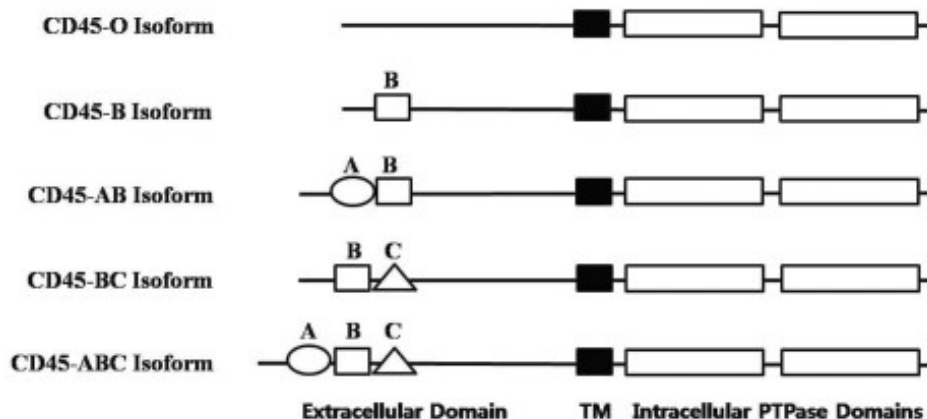 CD45-O Isoform
B
CD45-B Isoform
A B
CD45-AB Isoform
B C
CD45-BC Isoform
A B C
CD45-ABC Isoform
Extracellular Domain TM Intracellular PTPase Domains